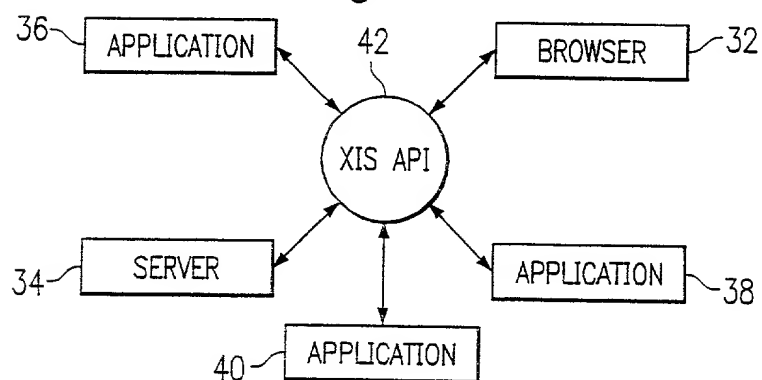 36
APPLICATION
42
BROWSER
32
XIS API
34
SERVER
APPLICATION
38
40
APPLICATION